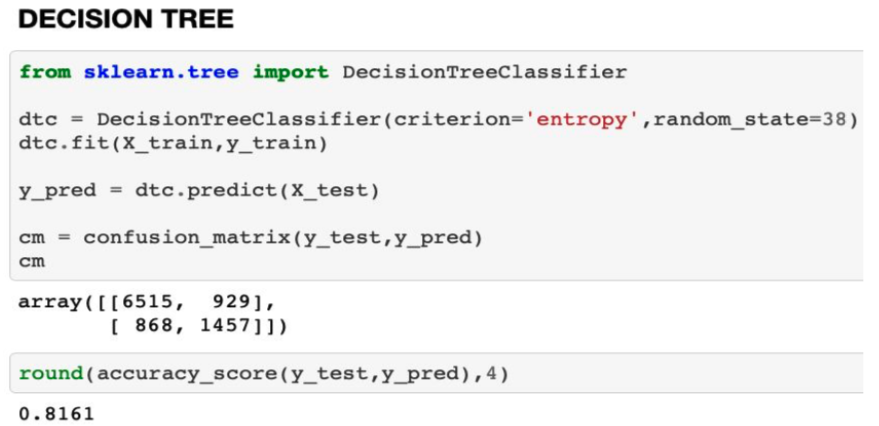 DECISION TREE
from sklearn.tree import DecisionTreeClassifier
dtc = DecisionTreeClassifier(criterion='entropy',random_state=38)
dtc.fit(X_train,y_train)
y_pred = dtc.predict(X_test)
cm = confusion_matrix(y_test,y_pred)
cm
array([[6515,  929],
       [ 868, 1457]])
round(accuracy_score(y_test,y_pred),4)
0.8161